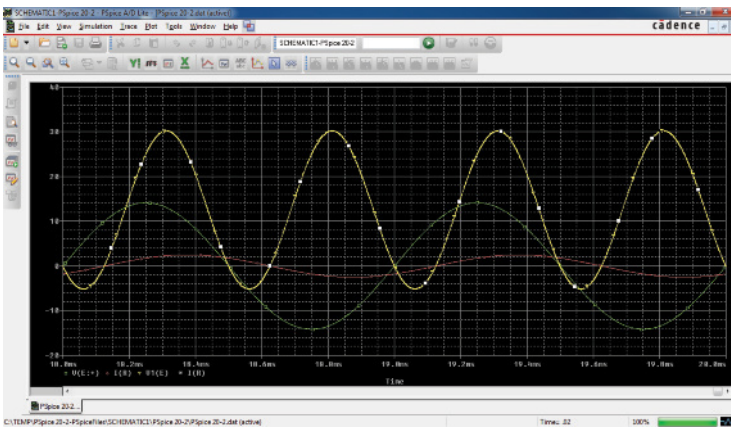 SCHEMATIC1-PSpice 20-2 - PSpice A/D Lite - [PSpice 20-2.dat (active)]
File Edit View Simulation Trace Plot Tools Window Help
cādence
SCHEMATIC1-PSpice 20-2
40
30
20
10
0
-10
-20
18.0ms 18.2ms 18.4ms 18.6ms 18.8ms 19.0ms 19.2ms 19.4ms 19.6ms 19.8ms 20.0ms
Time
PSpice 20-2...
C:\TEMP\PSpice 20-2-PSpiceFiles\SCHEMATIC1\PSpice 20-2\PSpice 20-2.dat (active)
Time= .02
100%